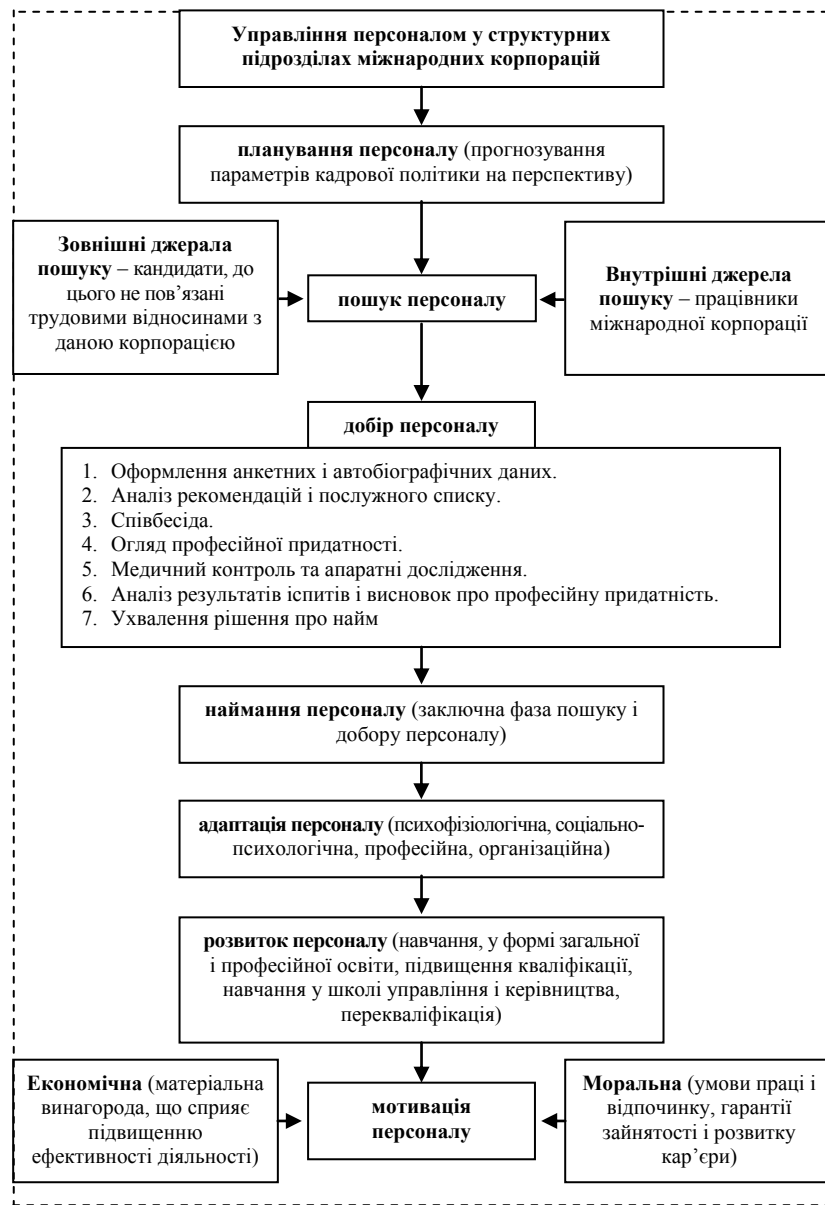 Управління персоналом у структурних
підрозділах міжнародних корпорацій
планування персоналу (прогнозування
параметрів кадрової політики на перспективу)
Зовнішні джерала
пошуку – кандидати, до
цього не пов’язані
трудовими відносинами з
даною корпорацією
пошук персоналу
Внутрішні джерела
пошуку – працівники
міжнародної корпорації
добір персоналу
1. Оформлення анкетних і автобіографічних даних.
2. Аналіз рекомендацій і послужного списку.
3. Співбесіда.
4. Огляд професійної придатності.
5. Медичний контроль та апаратні дослідження.
6. Аналіз результатів іспитів і висновок про професійну придатність.
7. Ухвалення рішення про найм
наймання персоналу (заключна фаза пошуку і
добору персоналу)
адаптація персоналу (психофізіологічна, соціально-
психологічна, професійна, організаційна)
розвиток персоналу (навчання, у формі загальної
і професійної освіти, підвищення кваліфікації,
навчання у школі управління і керівництва,
перекваліфікація)
Економічна (матеріальна
винагорода, що сприяє
підвищенню
ефективності діяльності)
мотивація
персоналу
Моральна (умови праці і
відпочинку, гарантії
зайнятості і розвитку
кар’єри)